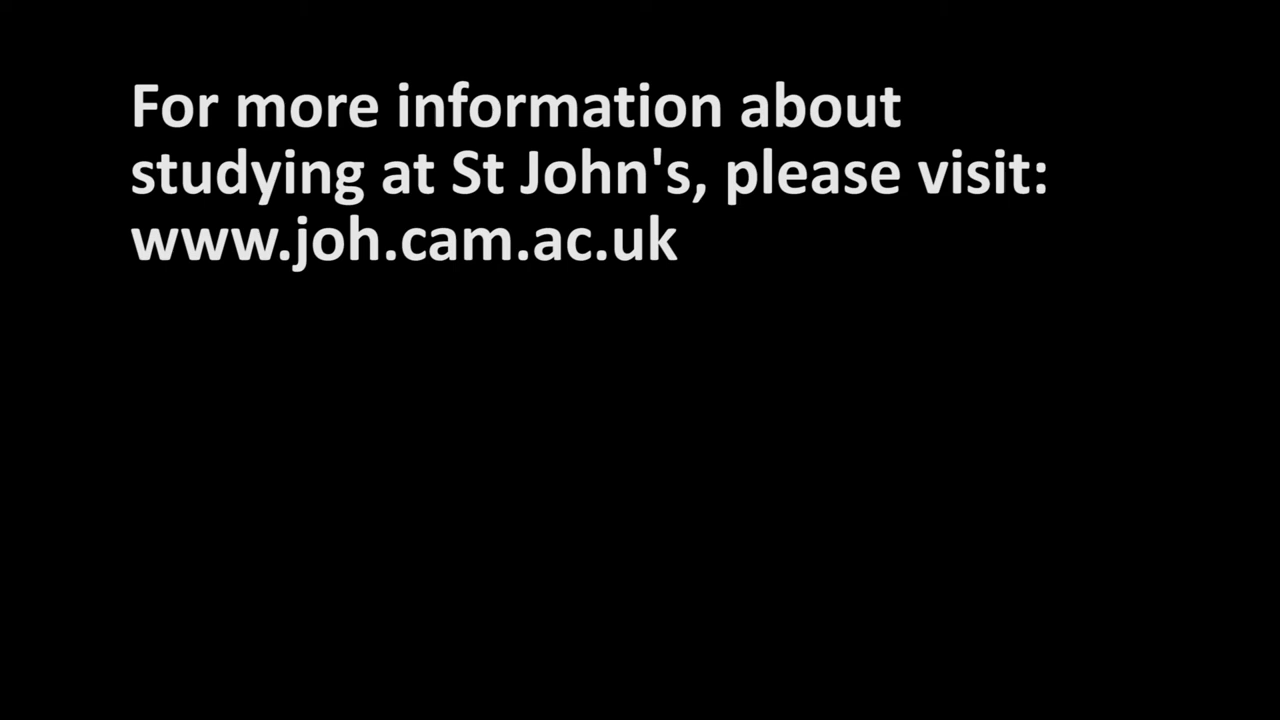 For more information about
studying at St John's, please visit:
www.joh.cam.ac.uk